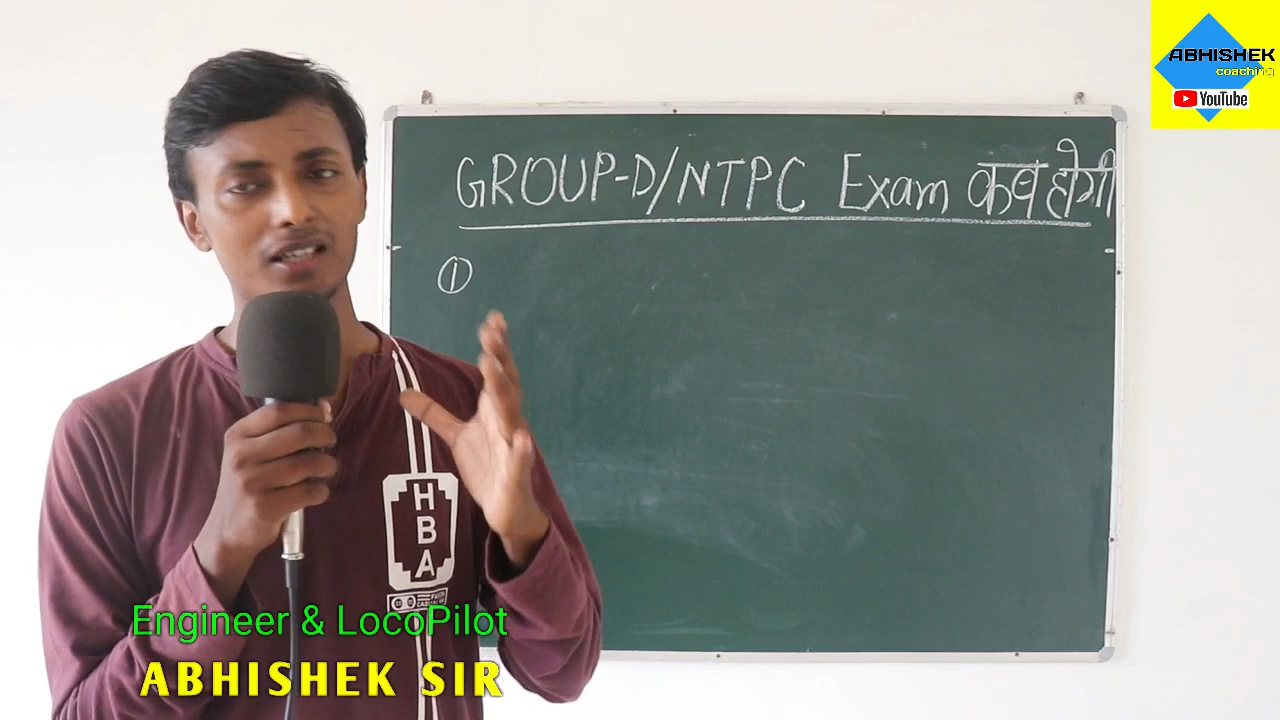 ABHISHEK
coaching
YouTube
GROUP-D/NTPC Exam कब होगी
①
HBA
Engineer & LocoPilot
ABHISHEK SIR